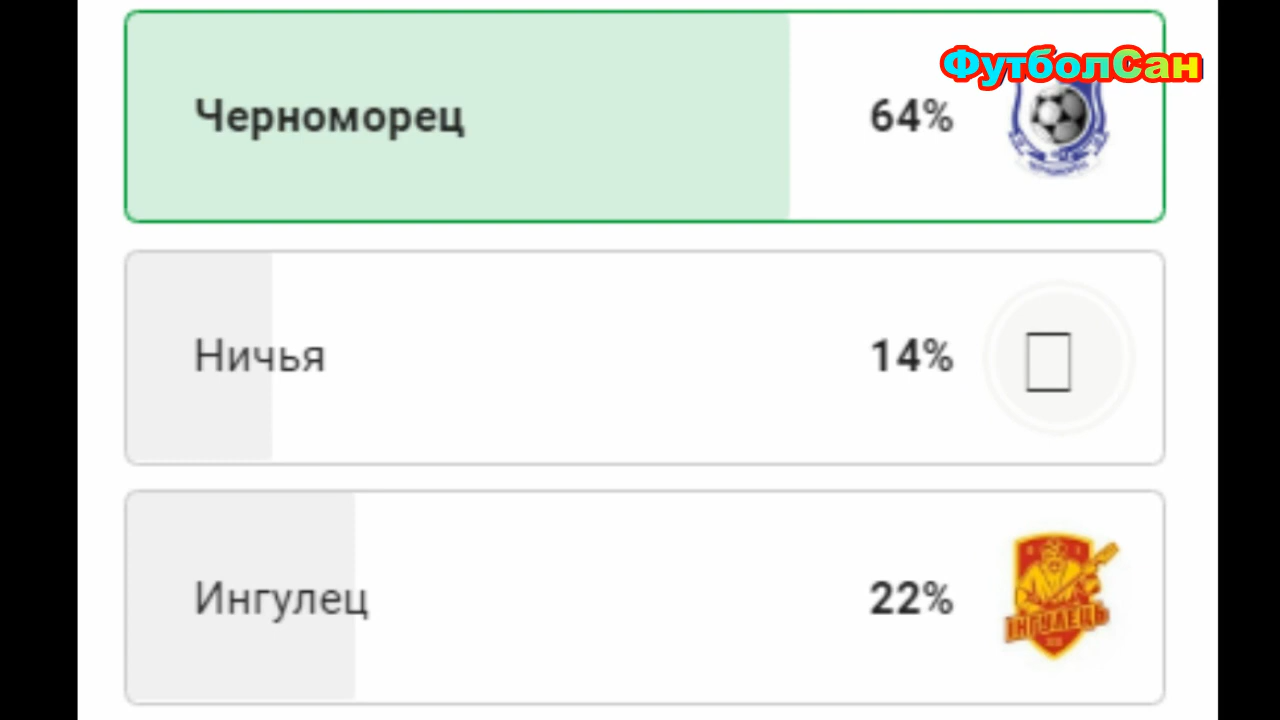 ФутболСан
Черноморец 64%
Ничья 14%
Ингулец 22%
ІНГУЛЕЦЬ